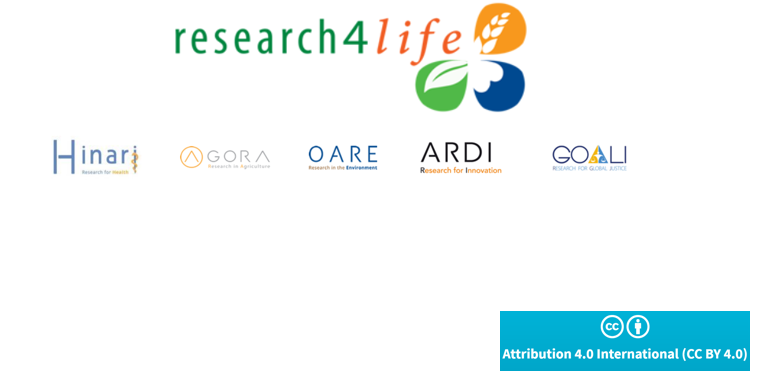 research4life
Hinari
Research for Health
AGORA
Research in Agriculture
OARE
Research in the Environment
ARDI
Research for Innovation
GOALI
RESEARCH FOR GLOBAL JUSTICE
cc
Attribution 4.0 International (CC BY 4.0)